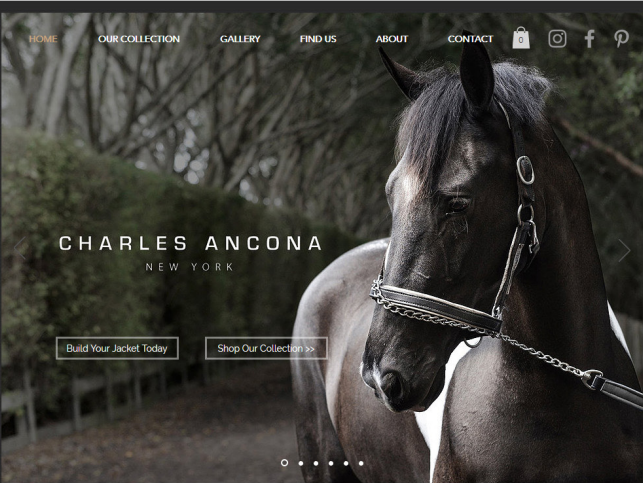 HOME OUR COLLECTION GALLERY FIND US ABOUT CONTACT 0
CHARLES ANCONA
NEW YORK
Build Your Jacket Today Shop Our Collection >>